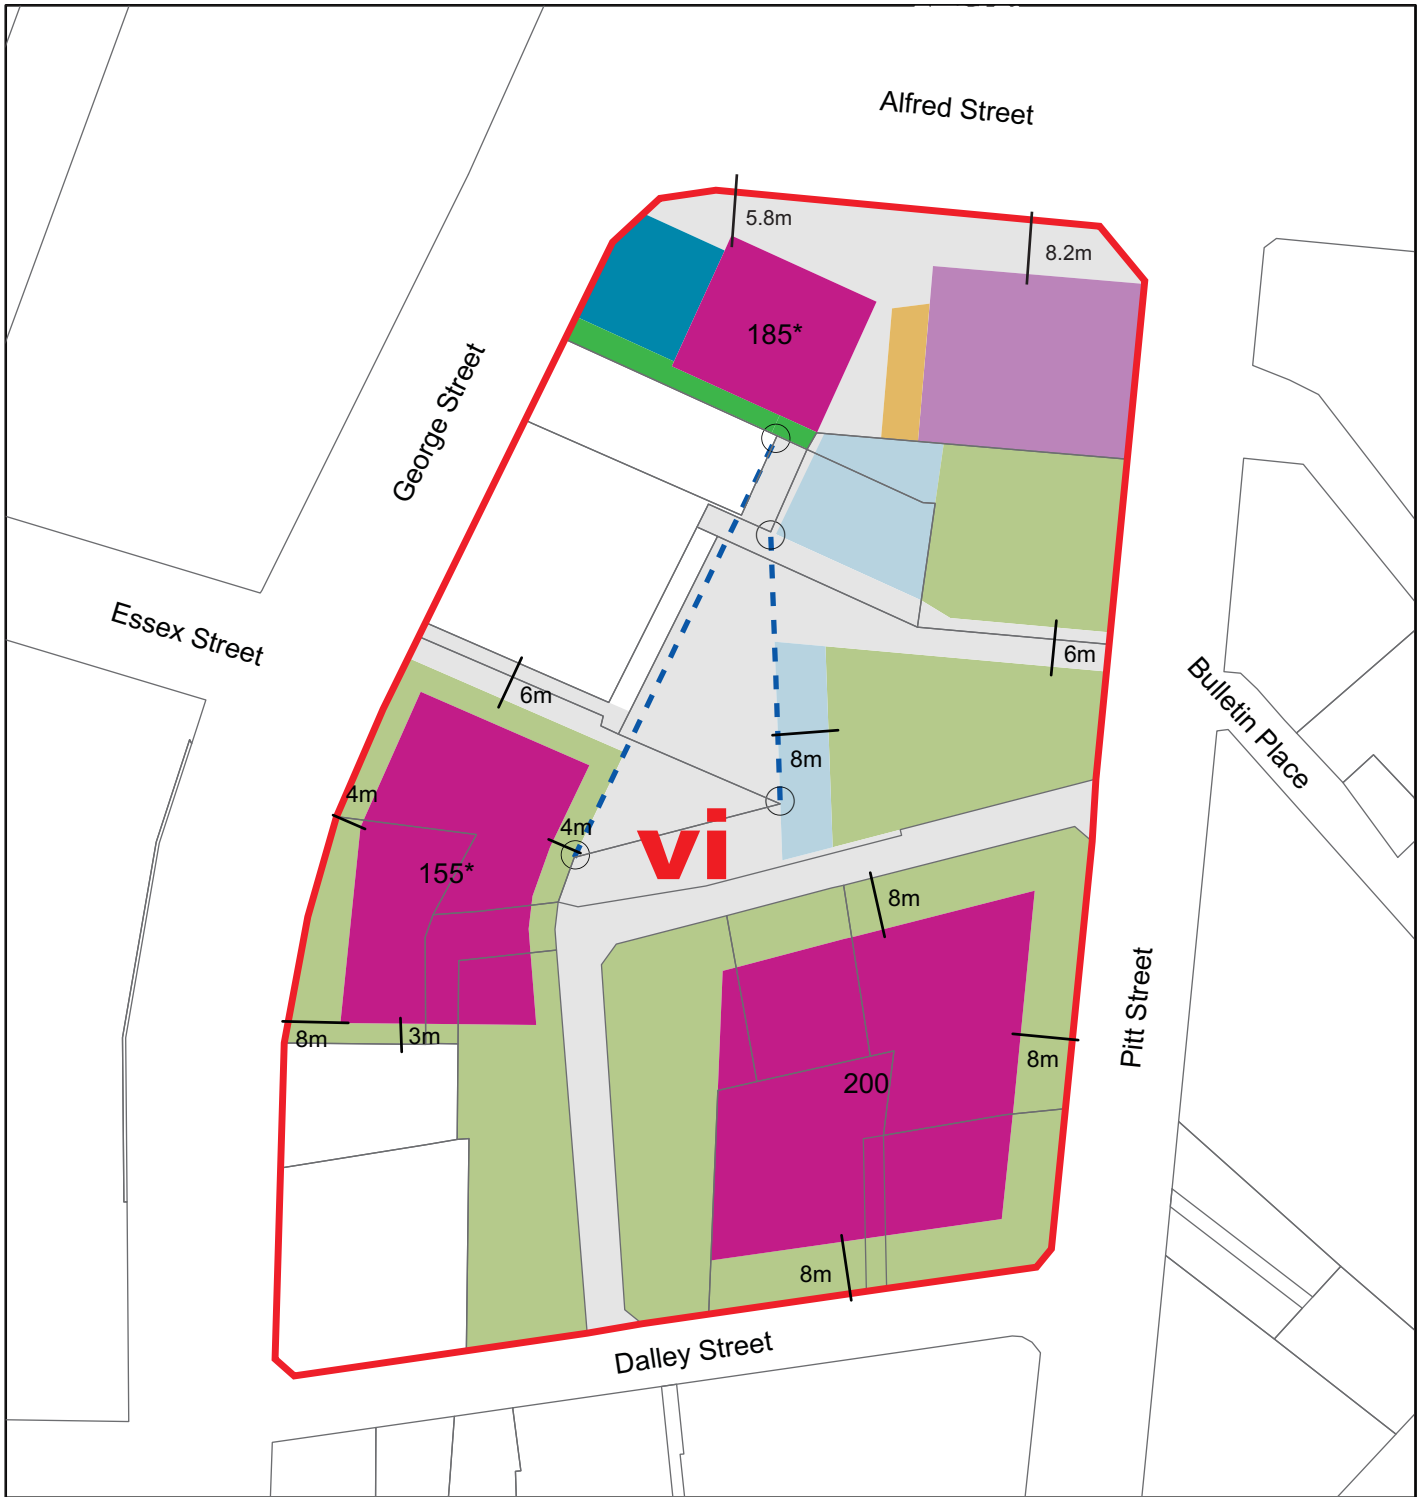 Alfred Street
5.8m
8.2m
185*
George Street
Essex Street
6m
6m
Bulletin Place
8m
4m
4m
vi
155*
8m
Pitt Street
8m
3m
8m
200
8m
Dalley Street